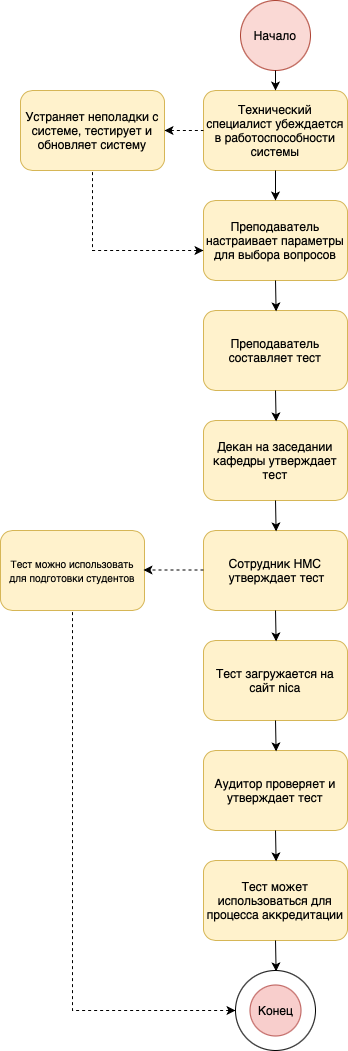 Начало
Технический
специалист убеждается
в работоспособности
системы
Устраняет неполадки с
системе, тестирует и
обновляет систему
Преподаватель
настраивает параметры
для выбора вопросов
Преподаватель
составляет тест
Декан на заседании
кафедры утверждает
тест
Сотрудник НМС
утверждает тест
Тест можно использовать
для подготовки студентов
Тест загружается на
сайт nica
Аудитор проверяет и
утверждает тест
Тест может
использоваться для
процесса аккредитации
Конец